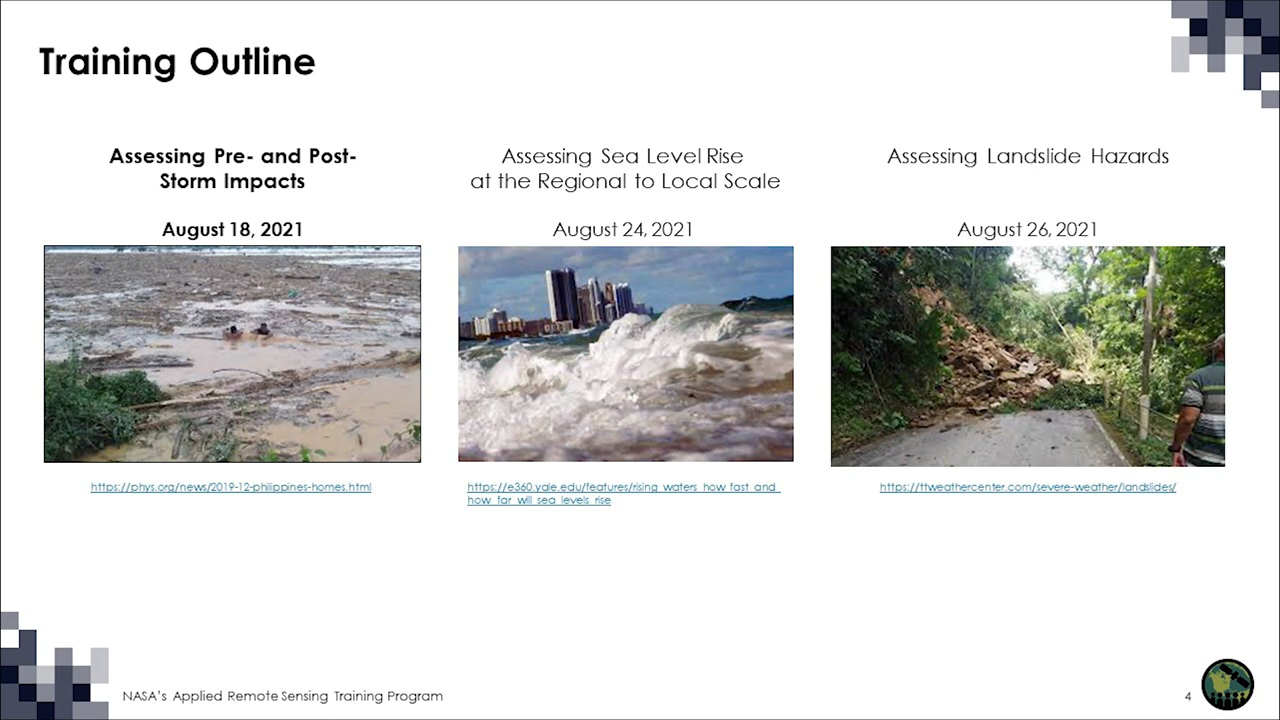 Training Outline
Assessing Pre- and Post-
Storm Impacts
August 18, 2021
https://phys.org/news/2019-12-philippines-homes.html
Assessing Sea Level Rise
at the Regional to Local Scale
August 24, 2021
https://e360.yale.edu/features/rising_waters_how_fast_and_
how_far_will_sea_levels_rise
Assessing Landslide Hazards
August 26, 2021
https://ttweathercenter.com/severe-weather/landslides/
NASA's Applied Remote Sensing Training Program
4